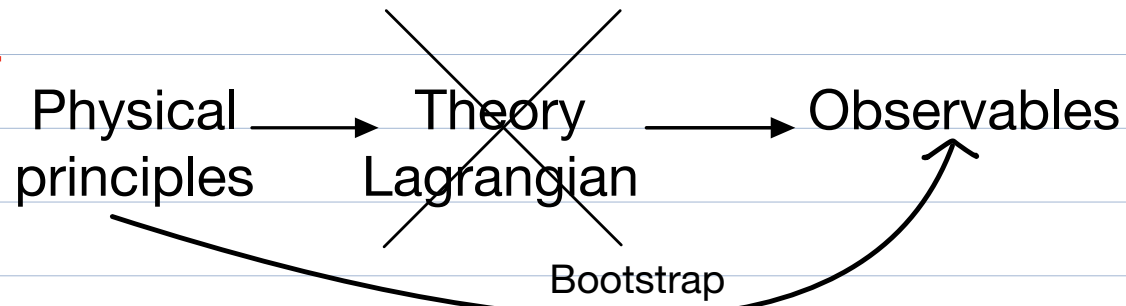 Physical Theory Observables
principles Lagrangian
Bootstrap